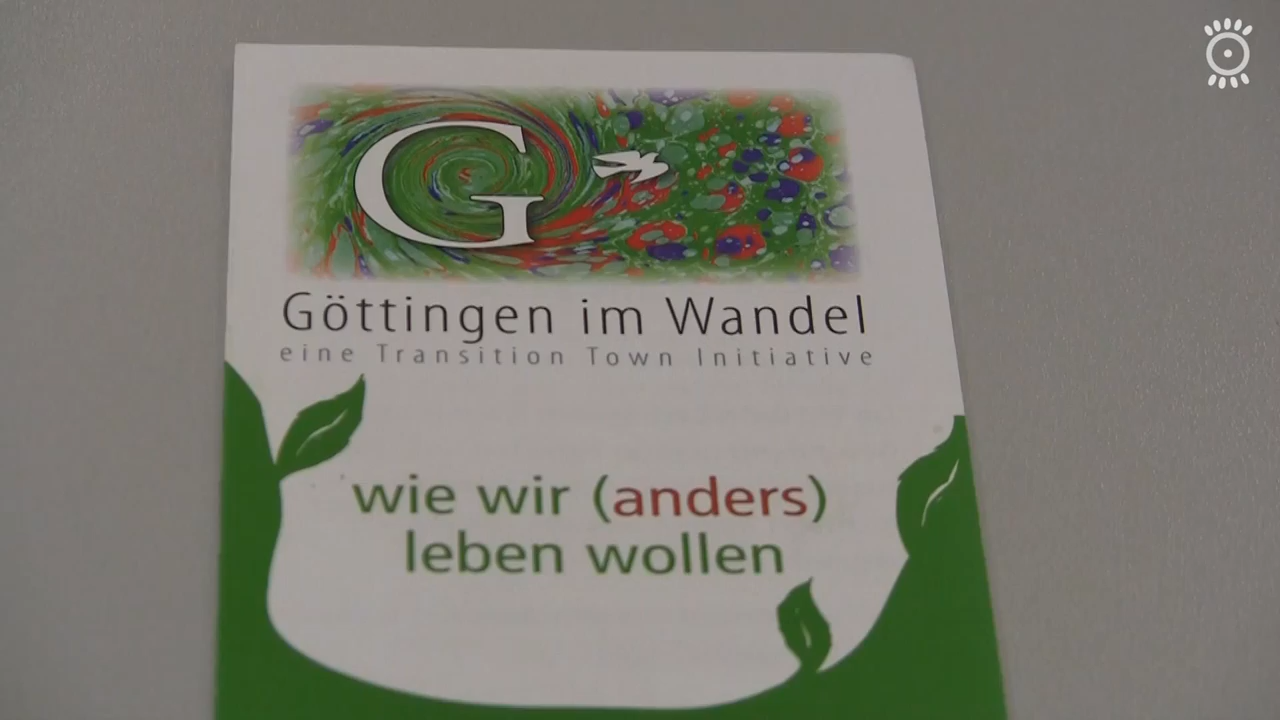 G
Göttingen im Wandel
eine Transition Town Initiative
wie wir (anders)
leben wollen